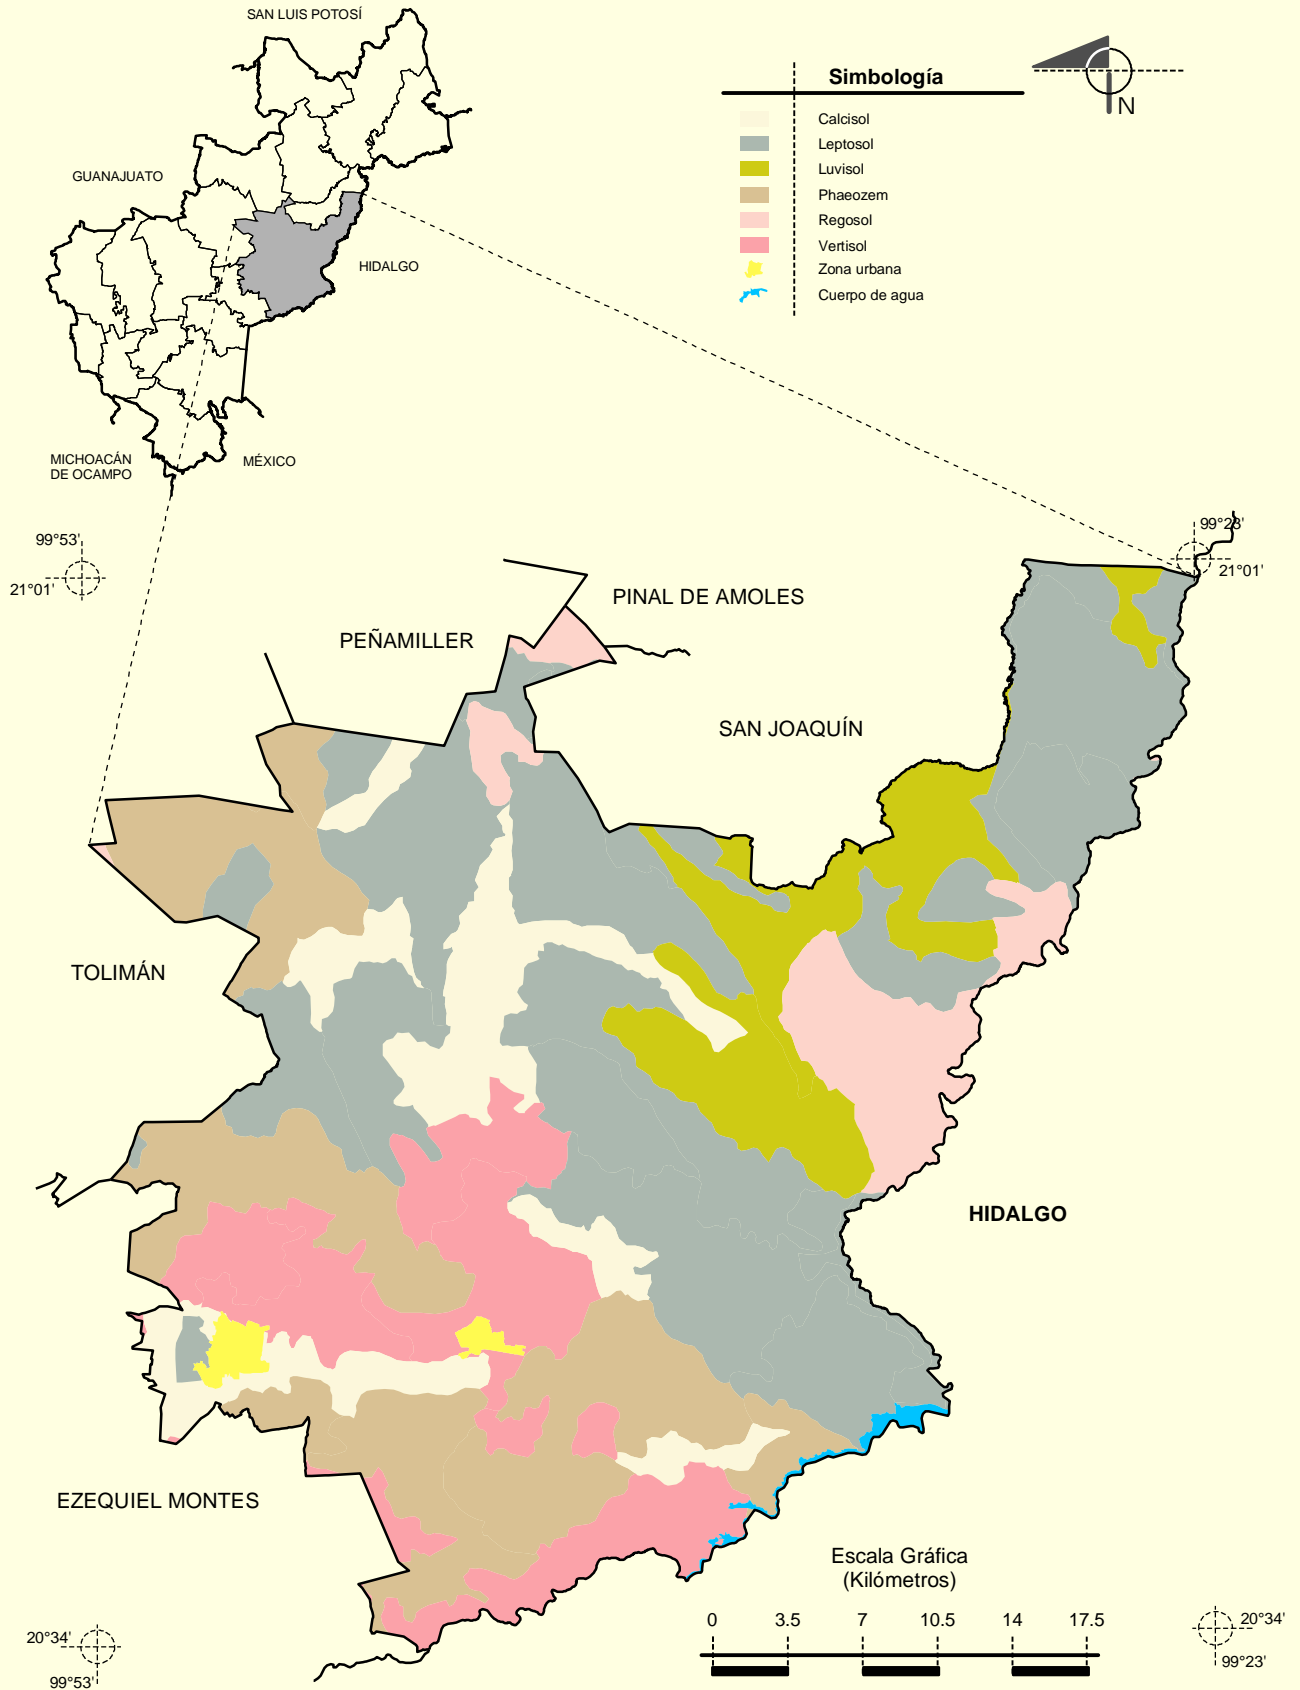 SAN LUIS POTOSÍ
GUANAJUATO
HIDALGO
MICHOACÁN
DE OCAMPO
MÉXICO
Simbología
Calcisol
Leptosol
Luvisol
Phaeozem
Regosol
Vertisol
Zona urbana
Cuerpo de agua
N
99°53'
21°01'
99°23'
21°01'
PINAL DE AMOLES
PEÑAMILLER
SAN JOAQUÍN
TOLIMÁN
HIDALGO
EZEQUIEL MONTES
Escala Gráfica
(Kilómetros)
0 3.5 7 10.5 14 17.5
20°34'
99°53'
20°34'
99°23'